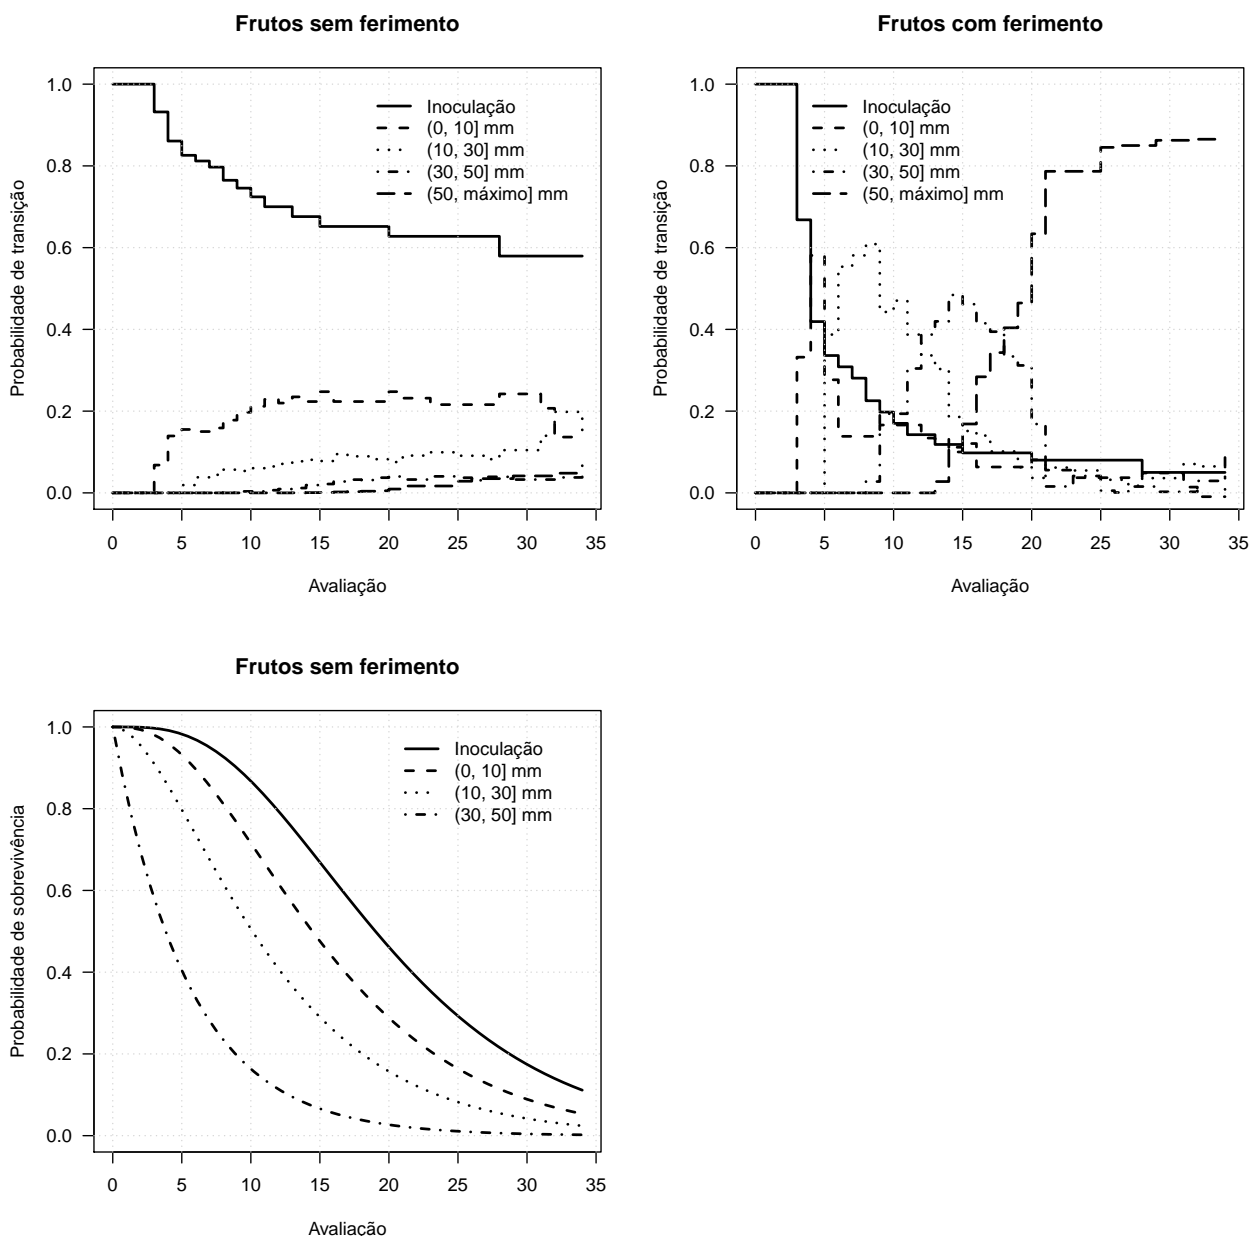 Frutos sem ferimento
Probabilidade de transição
1.0
0.8
0.6
0.4
0.2
0.0
Inoculação
(0, 10] mm
(10, 30] mm
(30, 50] mm
(50, máximo] mm
0 5 10 15 20 25 30 35
Avaliação
Frutos com ferimento
Probabilidade de transição
1.0
0.8
0.6
0.4
0.2
0.0
Inoculação
(0, 10] mm
(10, 30] mm
(30, 50] mm
(50, máximo] mm
0 5 10 15 20 25 30 35
Avaliação
Frutos sem ferimento
Probabilidade de sobrevivência
1.0
0.8
0.6
0.4
0.2
0.0
Inoculação
(0, 10] mm
(10, 30] mm
(30, 50] mm
0 5 10 15 20 25 30 35
Avaliação